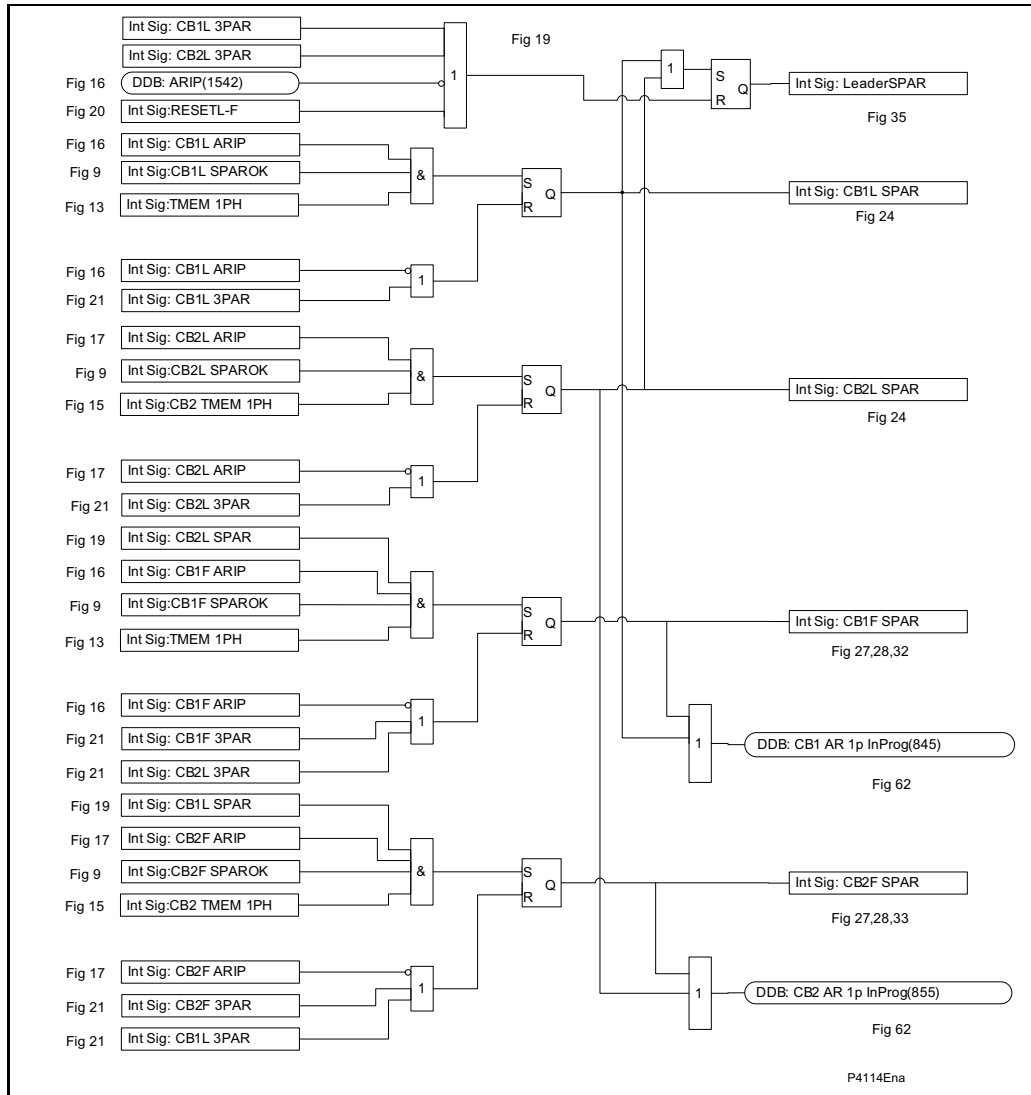 Int Sig: CB1L 3PAR
Fig 19
Int Sig: CB2L 3PAR
1
1
S
Q
R
Int Sig: LeaderSPAR
Fig 35
Fig 16 DDB: ARIP(1542)
Fig 20 Int Sig:RESETL-F
Fig 16 Int Sig: CB1L ARIP
Fig 9 Int Sig:CB1L SPAROK
&
S
Q
R
Int Sig: CB1L SPAR
Fig 24
Fig 13 Int Sig:TMEM 1PH
Fig 16 Int Sig: CB1L ARIP
1
Fig 21 Int Sig: CB1L 3PAR
Fig 17 Int Sig: CB2L ARIP
Fig 9 Int Sig:CB2L SPAROK
&
S
Q
R
Int Sig: CB2L SPAR
Fig 24
Fig 15 Int Sig:CB2 TMEM 1PH
Fig 17 Int Sig: CB2L ARIP
1
Fig 21 Int Sig: CB2L 3PAR
Fig 19 Int Sig: CB2L SPAR
Fig 16 Int Sig: CB1F ARIP
Fig 9 Int Sig:CB1F SPAROK
&
S
Q
R
Int Sig: CB1F SPAR
Fig 27,28,32
Fig 13 Int Sig:TMEM 1PH
Fig 16 Int Sig: CB1F ARIP
Fig 21 Int Sig: CB1F 3PAR
1
1
DDB: CB1 AR 1p InProg(845)
Fig 62
Fig 21 Int Sig: CB2L 3PAR
Fig 19 Int Sig: CB1L SPAR
Fig 17 Int Sig: CB2F ARIP
Fig 9 Int Sig:CB2F SPAROK
&
S
Q
R
Int Sig: CB2F SPAR
Fig 27,28,33
Fig 15 Int Sig:CB2 TMEM 1PH
Fig 17 Int Sig: CB2F ARIP
Fig 21 Int Sig: CB2F 3PAR
1
1
DDB: CB2 AR 1p InProg(855)
Fig 62
Fig 21 Int Sig: CB1L 3PAR
P4114Ena